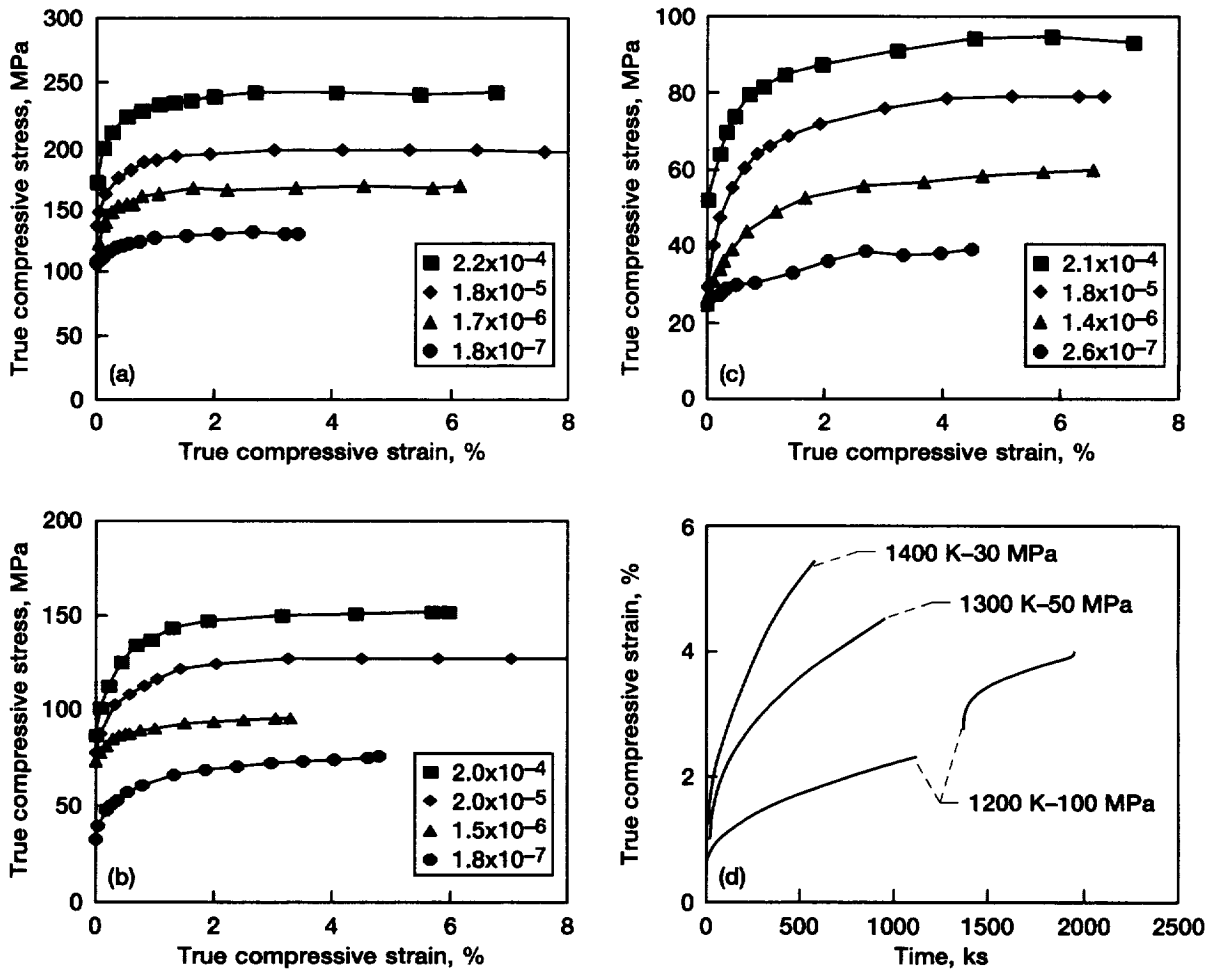 300
250
200
150
100
50
0
True compressive stress, MPa
(a)
2.2x10–4
1.8x10–5
1.7x10–6
1.8x10–7
0 2 4 6 8
True compressive strain, %
100
80
60
40
20
0
True compressive stress, MPa
(c)
2.1x10–4
1.8x10–5
1.4x10–6
2.6x10–7
0 2 4 6 8
True compressive strain, %
200
150
100
50
0
True compressive stress, MPa
(b)
2.0x10–4
2.0x10–5
1.5x10–6
1.8x10–7
0 2 4 6 8
True compressive strain, %
6
4
2
0
True compressive strain, %
1400 K–30 MPa
1300 K–50 MPa
1200 K–100 MPa
(d)
0 500 1000 1500 2000 2500
Time, ks